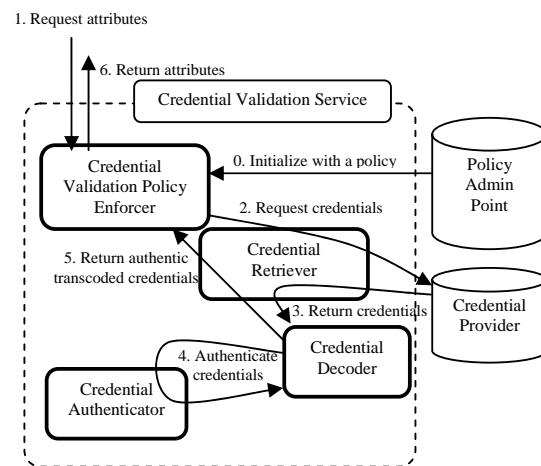 1. Request attributes
6. Return attributes
Credential Validation Service
Credential
Validation Policy
Enforcer
0. Initialize with a policy
Policy
Admin
Point
2. Request credentials
5. Return authentic
transcoded credentials
Credential
Retriever
3. Return credentials
Credential
Provider
4. Authenticate
credentials
Credential
Decoder
Credential
Authenticator